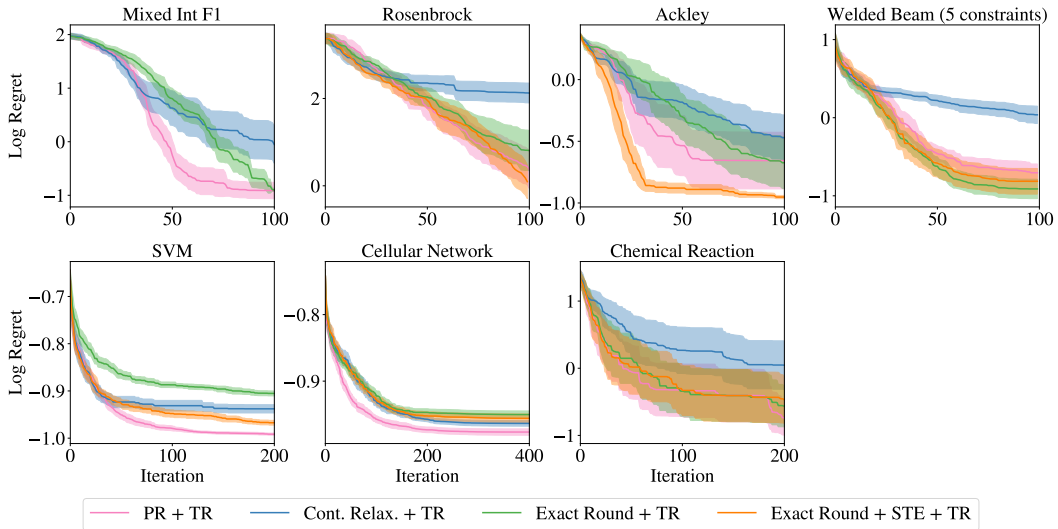 Mixed Int F1
Rosenbrock
Ackley
Welded Beam (5 constraints)
Log Regret
2
1
0
−1
0
50
100
2
0
0
50
100
0.0
−0.5
−1.0
0
50
100
1
0
−1
0
50
100
SVM
Cellular Network
Chemical Reaction
Log Regret
−0.7
−0.8
−0.9
−1.0
0
100
200
Iteration
−0.8
−0.9
0
200
400
Iteration
1
0
−1
0
100
200
Iteration
PR + TR
Cont. Relax. + TR
Exact Round + TR
Exact Round + STE + TR